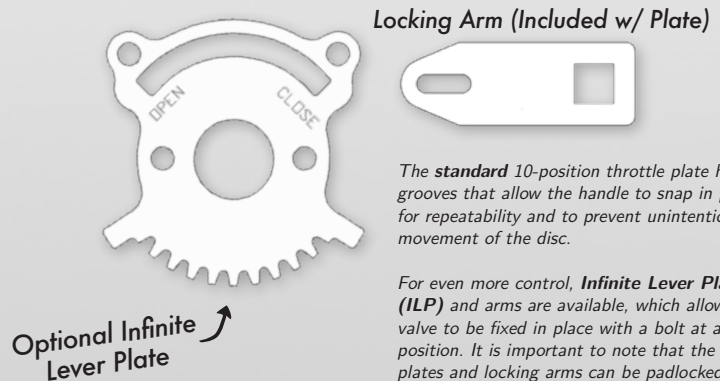 Locking Arm (Included w/ Plate)
OPEN
CLOSE
The standard 10-position throttle plate
grooves that allow the handle to snap in
for repeatability and to prevent
movement of the disc.
For even more control, Infinite Lever
(ILP) and arms are available, which allow
valve to be fixed in place with a bolt at
position. It is important to note that the
plates and locking arms can be padlocked
Optional Infinite
Lever Plate